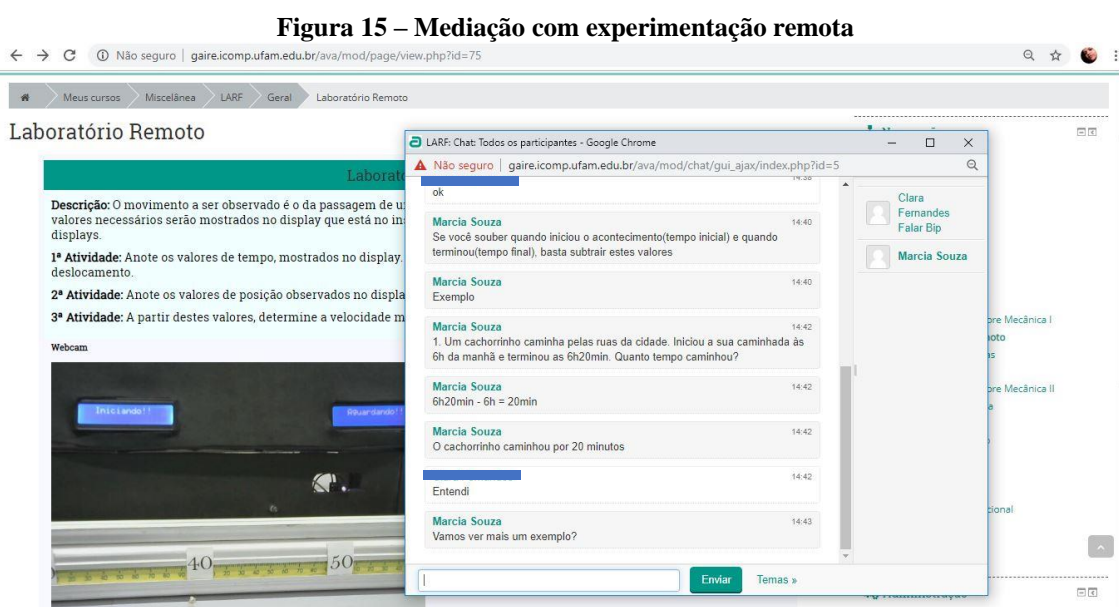 Figura 15 – Mediação com experimentação remota
Não seguro | gaire.icomp.ufam.edu.br/ava/mod/page/view.php?id=75
Meus cursos Miscelânea LARF Geral Laboratório Remoto
Laboratório Remoto
Descrição: O movimento a ser observado é o da passagem de
valores necessários serão mostrados no display que está no
displays.
1ª Atividade: Anote os valores de tempo, mostrados no display.
deslocamento.
2ª Atividade: Anote os valores de posição observados no
3ª Atividade: A partir destes valores, determine a velocidade
Webcam
Iniciando!!
Aguardando!!
40 50
LARF: Chat: Todos os participantes - Google Chrome
Não seguro | gaire.icomp.ufam.edu.br/ava/mod/chat/gui_ajax/index.php?id=5
14:38
ok
Marcia Souza 14:40
Se você souber quando iniciou o acontecimento(tempo inicial) e quando
terminou(tempo final), basta subtrair estes valores
Marcia Souza 14:40
Exemplo
Marcia Souza 14:42
1. Um cachorrinho caminha pelas ruas da cidade. Iniciou a sua caminhada às
6h da manhã e terminou as 6h20min. Quanto tempo caminhou?
Marcia Souza 14:42
6h20min - 6h = 20min
Marcia Souza 14:42
O cachorrinho caminhou por 20 minutos
14:42
Entendi
Marcia Souza 14:43
Vamos ver mais um exemplo?
Enviar Temas »
Clara
Fernandes
Falar Bip
Marcia Souza
Mecânica I
Mecânica II